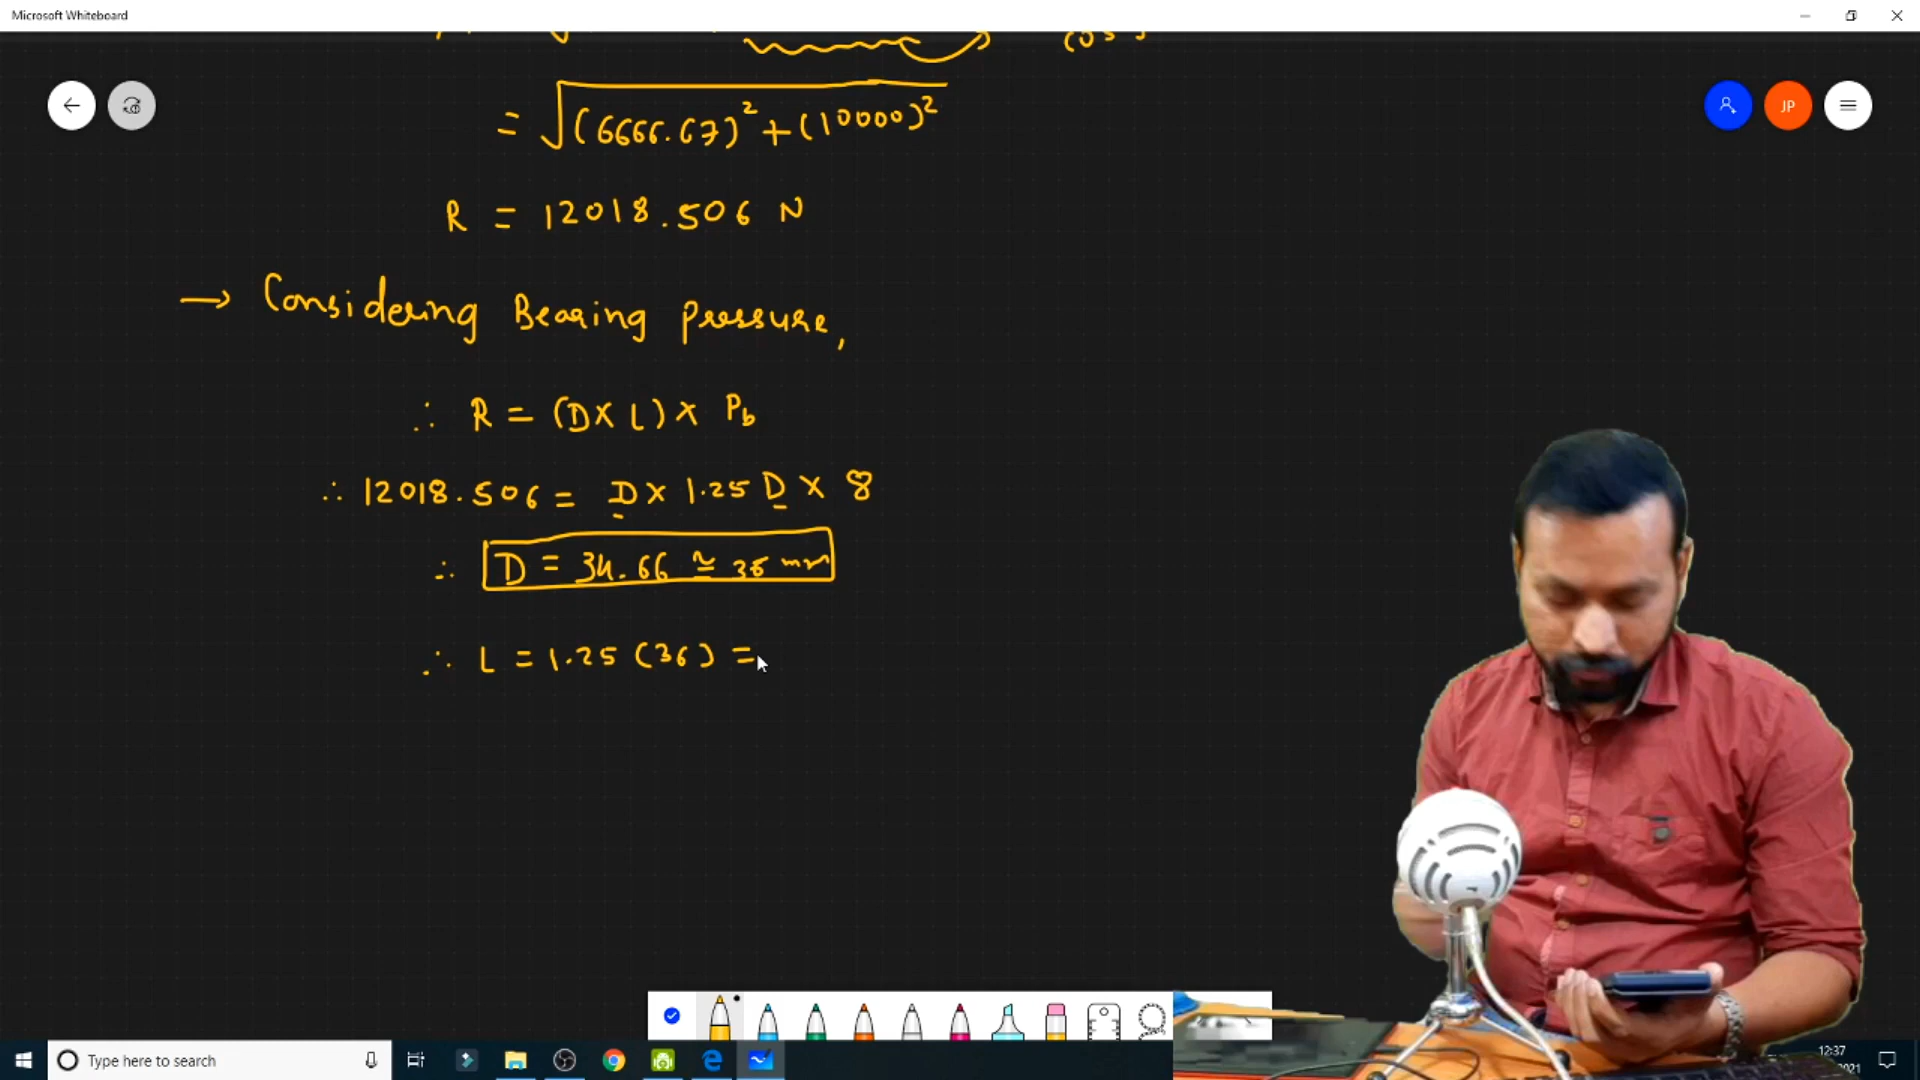 Microsoft Whiteboard
= √(6666.67)² + (10000)²
JP
R = 12018.506 N
→ Considering Bearing pressure,
∴ R = (D × L) × Pb
∴ 12018.506 = D × 1.25 D × 8
∴ D = 34.66 ≅ 36 mm
∴ L = 1.25 (36) =
Type here to search
12:37